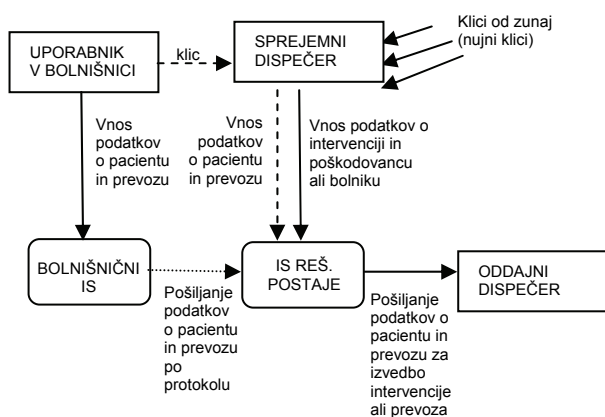 Klici od zunaj
(nujni klici)
UPORABNIK
V BOLNIŠNICI
klic
SPREJEMNI
DISPEČER
Vnos
podatkov
o pacientu
in prevozu
Vnos
podatkov
o pacientu
in prevozu
Vnos podatkov o
intervenciji in
poškodovancu
ali bolniku
BOLNIŠNIČNI
IS
IS REŠ.
POSTAJE
ODDAJNI
DISPEČER
Pošiljanje
podatkov
o pacientu
in prevozu
po
protokolu
Pošiljanje
podatkov o
pacientu in
prevozu za
izvedbo
intervencije
ali prevoza